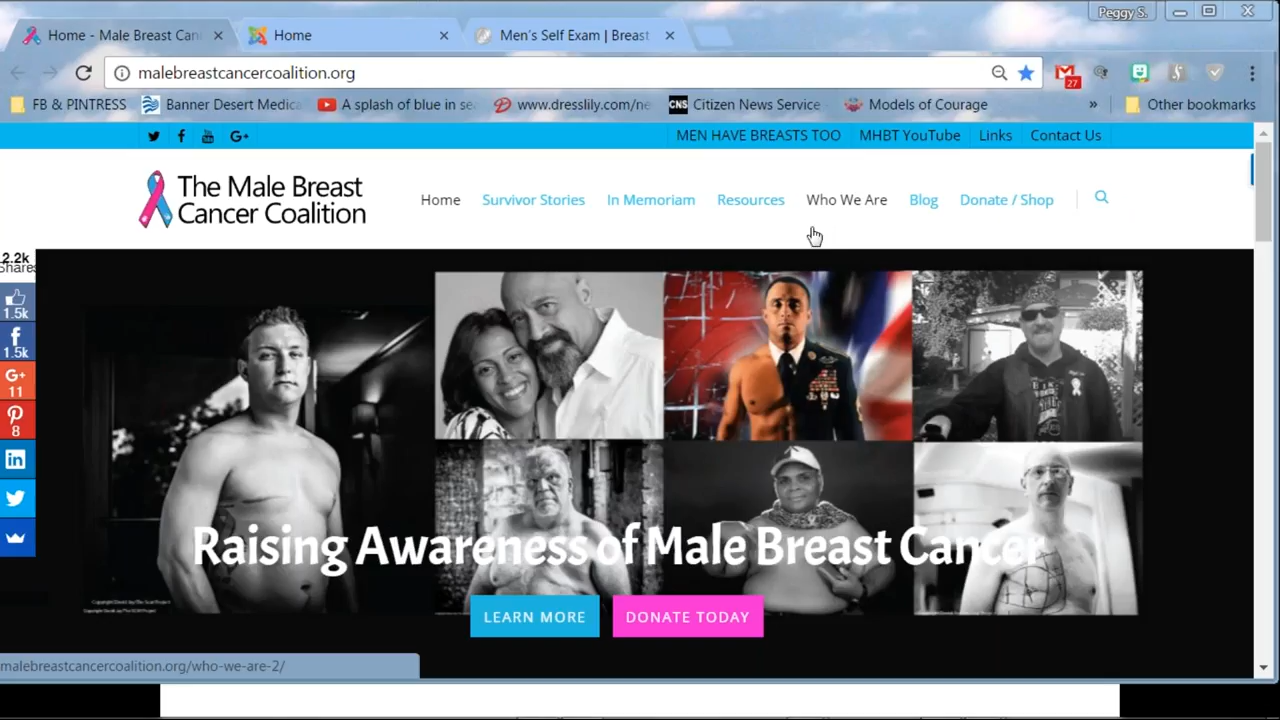 Peggy S.
Home - Male Breast Can
Home
Men's Self Exam | Breast
malebreastcancercoalition.org
27
FB & PINTRESS
Banner Desert Medica
A splash of blue in se
www.dresslily.com/ne
CNS Citizen News Service
Models of Courage
»
Other bookmarks
G+
MEN HAVE BREASTS TOO
MHBT YouTube
Links
Contact Us
The Male Breast
Cancer Coalition
Home
Survivor Stories
In Memoriam
Resources
Who We Are
Blog
Donate / Shop
2.2k
Shares
1.5k
1.5k
G+
11
8
in
Raising Awareness of Male Breast Cancer
LEARN MORE
DONATE TODAY
malebreastcancercoalition.org/who-we-are-2/